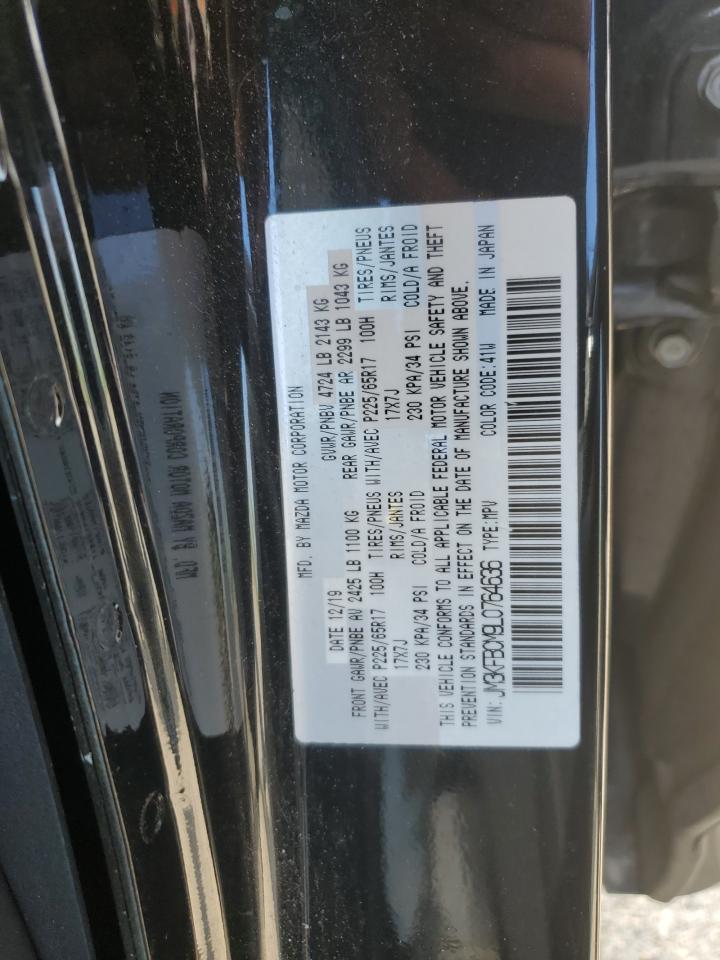 MFD. BY MAZDA MOTOR CORPORATION
DATE 12/19 GVWR/PNBV 4724 LB 2143 KG
FRONT GAWR/PNBE AV 2425 LB 1100 KG REAR GAWR/PNBE AR 2299 LB 1043 KG
WITH/AVEC P225/65R17 100H TIRES/PNEUS WITH/AVEC P225/65R17 100H TIRES/PNEUS
17X7J RIMS/JANTES 17X7J RIMS/JANTES
230 KPA/34 PSI COLD/A FROID 230 KPA/34 PSI COLD/A FROID
THIS VEHICLE CONFORMS TO ALL APPLICABLE FEDERAL MOTOR VEHICLE SAFETY AND THEFT
PREVENTION STANDARDS IN EFFECT ON THE DATE OF MANUFACTURE SHOWN ABOVE.
VIN: JM3KFBCM9L0764636 TYPE:MPV COLOR CODE:41W MADE IN JAPAN